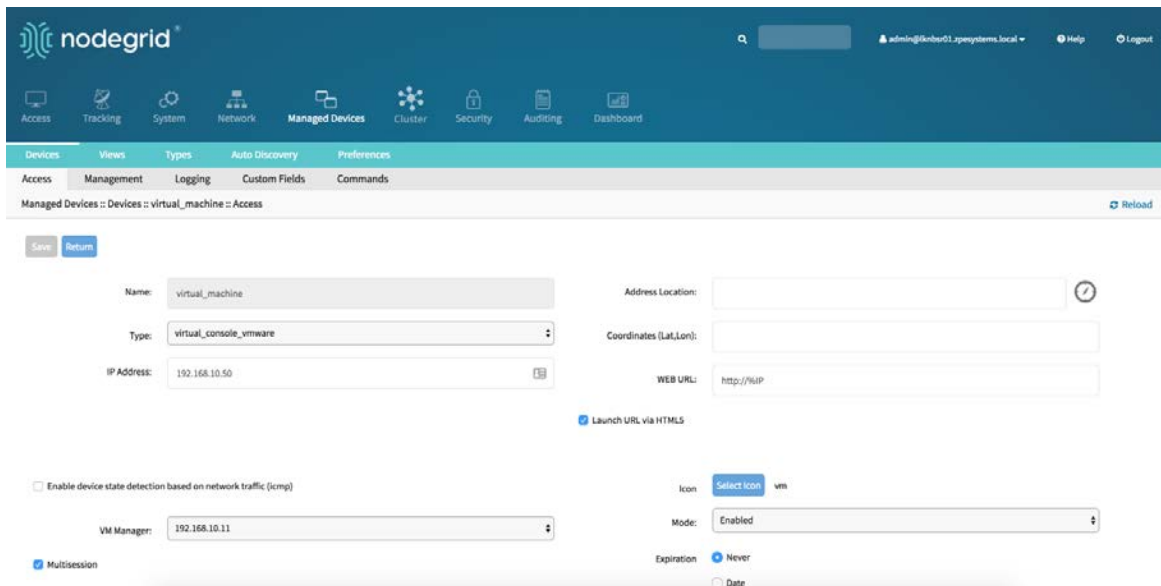 nodegrid®
admin@lknbsr01.zpesystems.local
Help
Logout
Access Tracking System Network Managed Devices Cluster Security Auditing Dashboard
Devices Views Types Auto Discovery Preferences
Access Management Logging Custom Fields Commands
Managed Devices :: Devices :: virtual_machine :: Access
Reload
Save Return
Name: virtual_machine
Type: virtual_console_vmware
IP Address: 192.168.10.50
Address Location:
Coordinates (Lat,Lon):
WEB URL: http://%IP
Launch URL via HTML5
Enable device state detection based on network traffic (icmp)
VM Manager: 192.168.10.11
Multisession
Icon Select Icon vm
Mode: Enabled
Expiration Never
Date